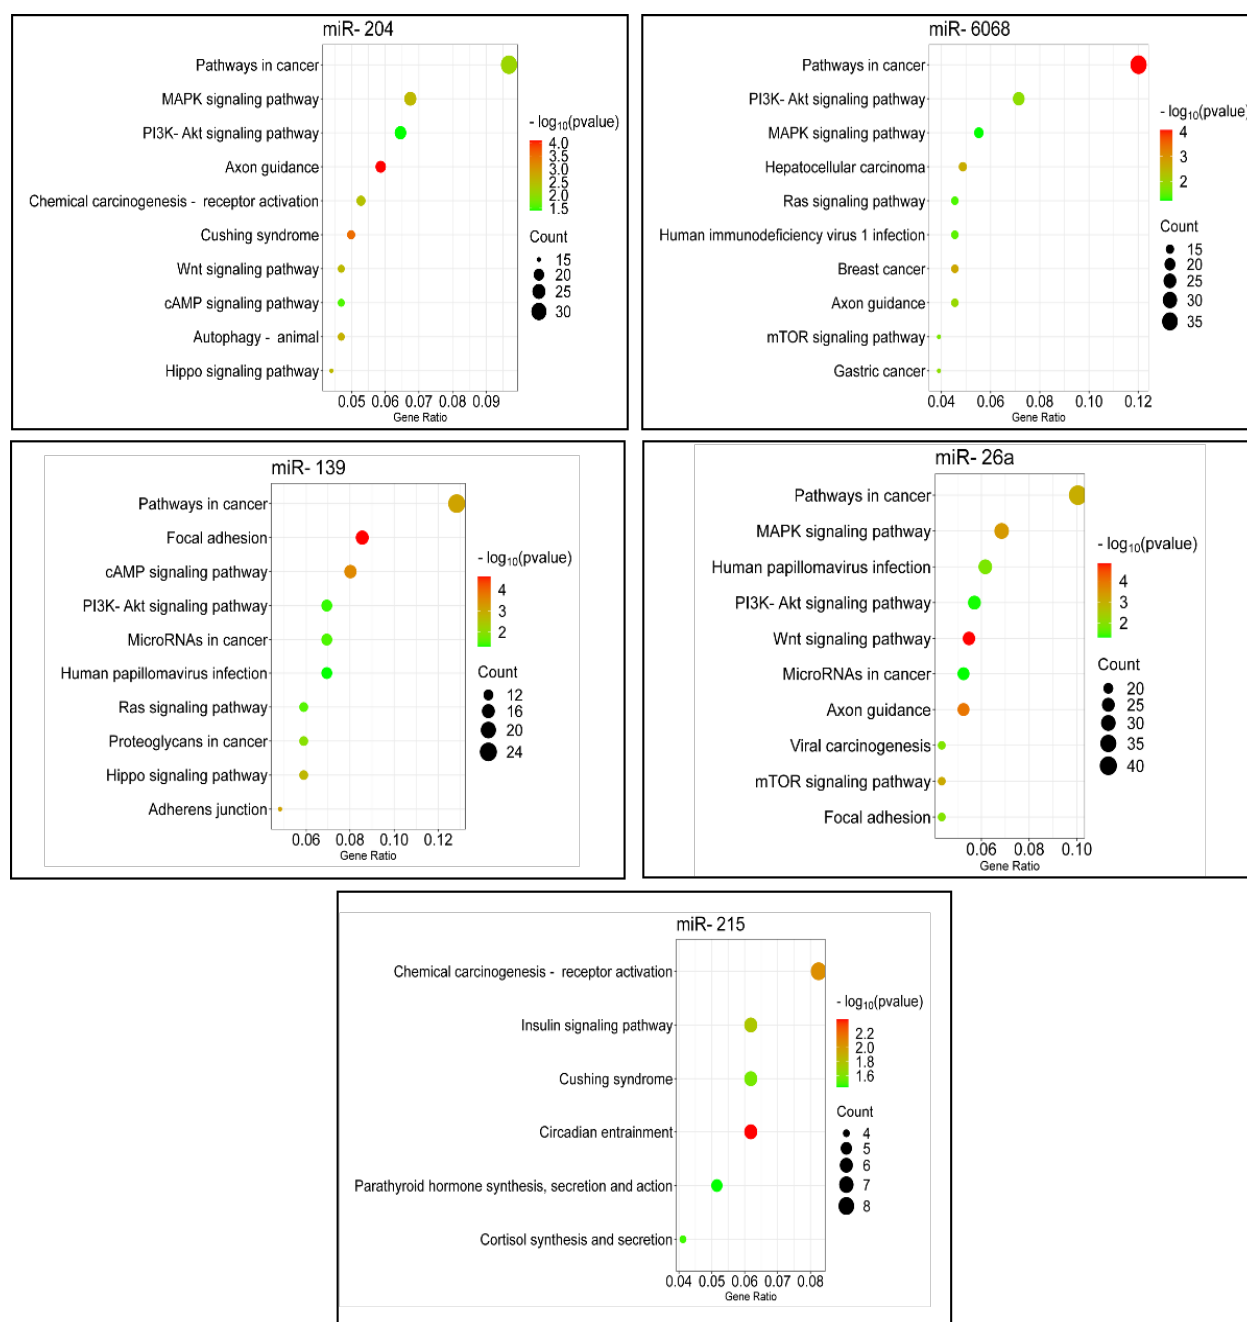 miR- 204
Pathways in cancer
MAPK signaling pathway
PI3K- Akt signaling pathway
Axon guidance
Chemical carcinogenesis - receptor activation
Cushing syndrome
Wnt signaling pathway
cAMP signaling pathway
Autophagy - animal
Hippo signaling pathway
0.05 0.06 0.07 0.08 0.09
Gene Ratio
- log10(pvalue)
4.0
3.5
3.0
2.5
2.0
1.5
Count
15
20
25
30
miR- 6068
Pathways in cancer
PI3K- Akt signaling pathway
MAPK signaling pathway
Hepatocellular carcinoma
Ras signaling pathway
Human immunodeficiency virus 1 infection
Breast cancer
Axon guidance
mTOR signaling pathway
Gastric cancer
0.04 0.06 0.08 0.10 0.12
Gene Ratio
- log10(pvalue)
4
3
2
Count
15
20
25
30
35
miR- 139
Pathways in cancer
Focal adhesion
cAMP signaling pathway
PI3K- Akt signaling pathway
MicroRNAs in cancer
Human papillomavirus infection
Ras signaling pathway
Proteoglycans in cancer
Hippo signaling pathway
Adherens junction
0.06 0.08 0.10 0.12
Gene Ratio
- log10(pvalue)
4
3
2
Count
12
16
20
24
miR- 26a
Pathways in cancer
MAPK signaling pathway
Human papillomavirus infection
PI3K- Akt signaling pathway
Wnt signaling pathway
MicroRNAs in cancer
Axon guidance
Viral carcinogenesis
mTOR signaling pathway
Focal adhesion
0.06 0.08 0.10
Gene Ratio
- log10(pvalue)
4
3
2
Count
20
25
30
35
40
miR- 215
Chemical carcinogenesis - receptor activation
Insulin signaling pathway
Cushing syndrome
Circadian entrainment
Parathyroid hormone synthesis, secretion and action
Cortisol synthesis and secretion
0.04 0.05 0.06 0.07 0.08
Gene Ratio
- log10(pvalue)
2.2
2.0
1.8
1.6
Count
4
5
6
7
8